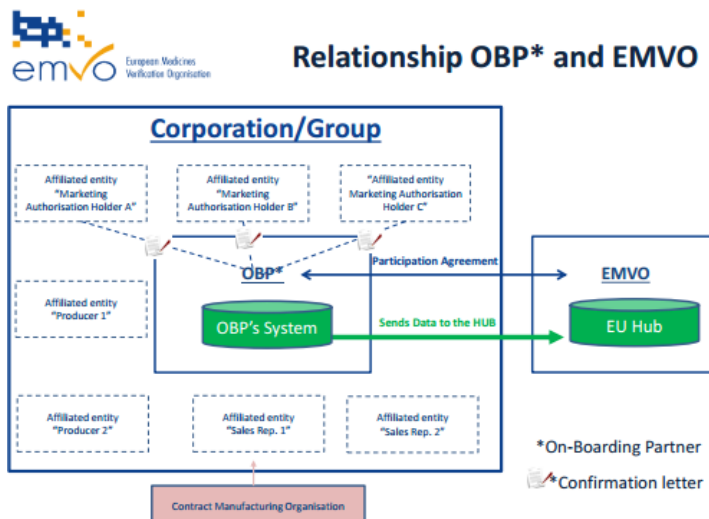 emvo
European Medicines
Verification Organisation
Relationship OBP* and EMVO
Corporation/Group
Affiliated entity
"Marketing
Authorisation Holder A"
Affiliated entity
"Marketing
Authorisation Holder B"
"Affiliated entity
Marketing Authorisation
Holder C"
OBP*
Participation Agreement
EMVO
Affiliated entity
"Producer 1"
OBP's System
Sends Data to the HUB
EU Hub
Affiliated entity
"Producer 2"
Affiliated entity
"Sales Rep. 1"
Affiliated entity
"Sales Rep. 2"
*On-Boarding Partner
*Confirmation letter
Contract Manufacturing Organisation